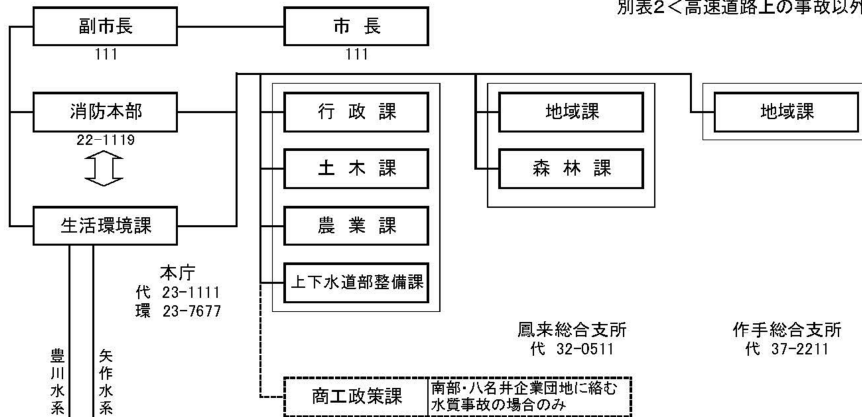 別表2<高速道路上の事故以外
副市長
市 長
111
111
消防本部
行 政 課
地域課
地域課
22-1119
土 木 課
森 林 課
生活環境課
農 業 課
本庁
代 23-1111
環 23-7677
上下水道部整備課
鳳来総合支所
代 32-0511
作手総合支所
代 37-2211
豊川水系
矢作水系
商工政策課
南部・八名井企業団地に絡む
水質事故の場合のみ